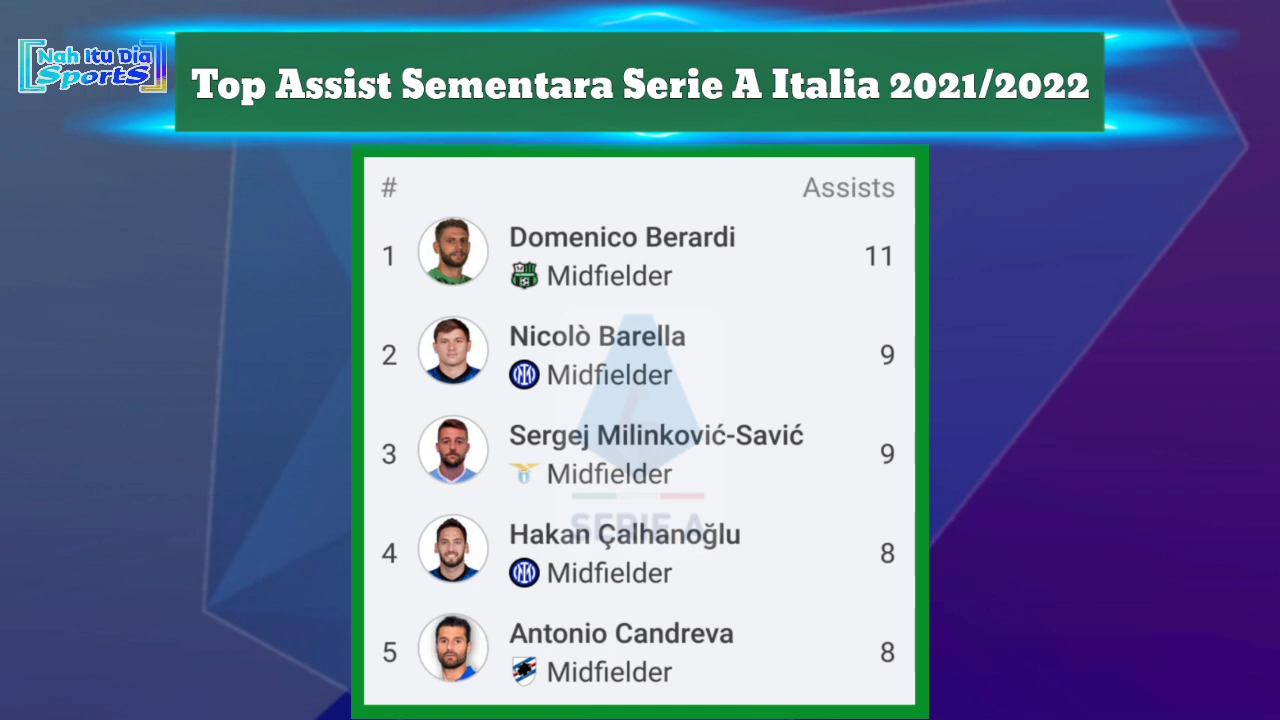 Nah Itu Dia
Sports
Top Assist Sementara Serie A Italia 2021/2022
# Assists
1 Domenico Berardi 11
Midfielder
2 Nicolò Barella 9
Midfielder
3 Sergej Milinković-Savić 9
Midfielder
SERIE A
4 Hakan Çalhanoğlu 8
Midfielder
5 Antonio Candreva 8
Midfielder